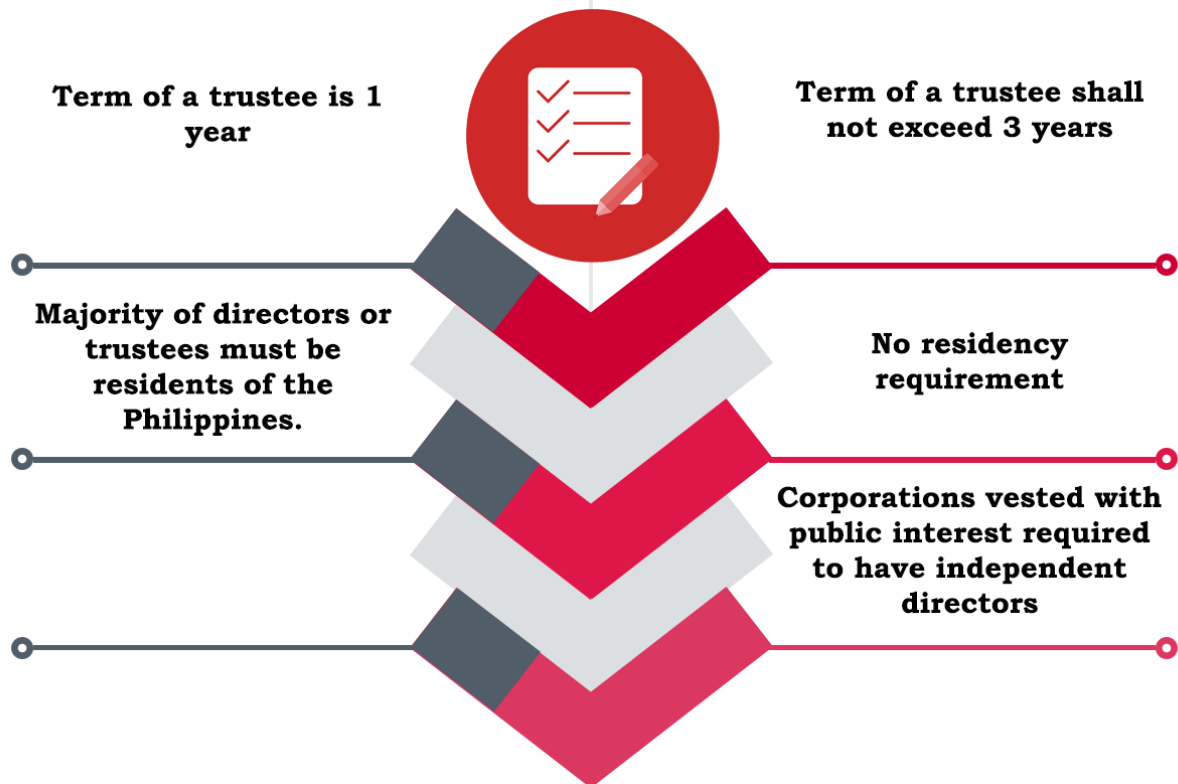 Term of a trustee is 1
year
Term of a trustee shall
not exceed 3 years
Majority of directors or
trustees must be
residents of the
Philippines.
No residency
requirement
Corporations vested with
public interest required
to have independent
directors